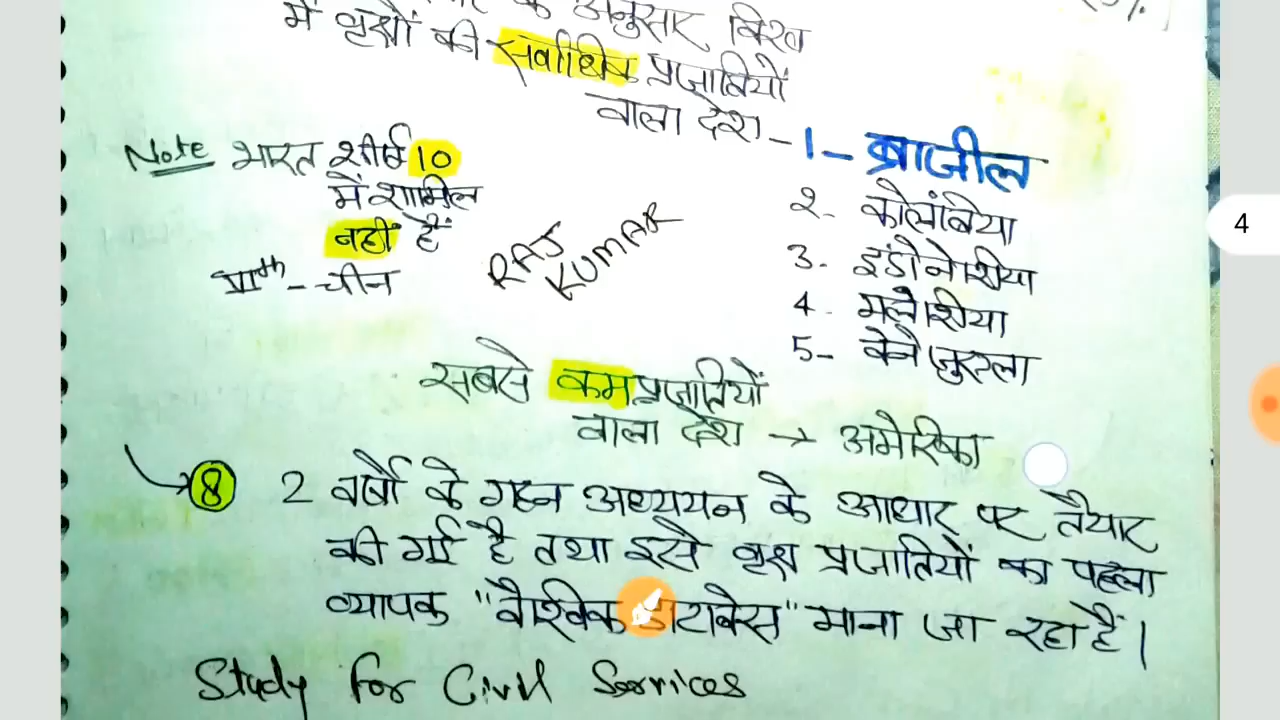 के अनुसार विश्व
में वृक्षों की सर्वाधिक प्रजातियों
वाला देश - 1- ब्राजील
2- कोलंबिया
3- इंडोनेशिया
4- मलेशिया
5- वेनेजुएला
Note भारत शीर्ष 10
में शामिल
नहीं है
VIth - चीन
RAJ
KUMAR
सबसे कम प्रजातियों
वाला देश → अमेरिका
8 2 वर्षो के गहन अध्ययन के आधार पर तैयार
की गई है तथा इसे वृक्ष प्रजातियों का पहला
व्यापक "वैश्विक डाटाबेस" माना जा रहा है।
Study For Civil Services
4